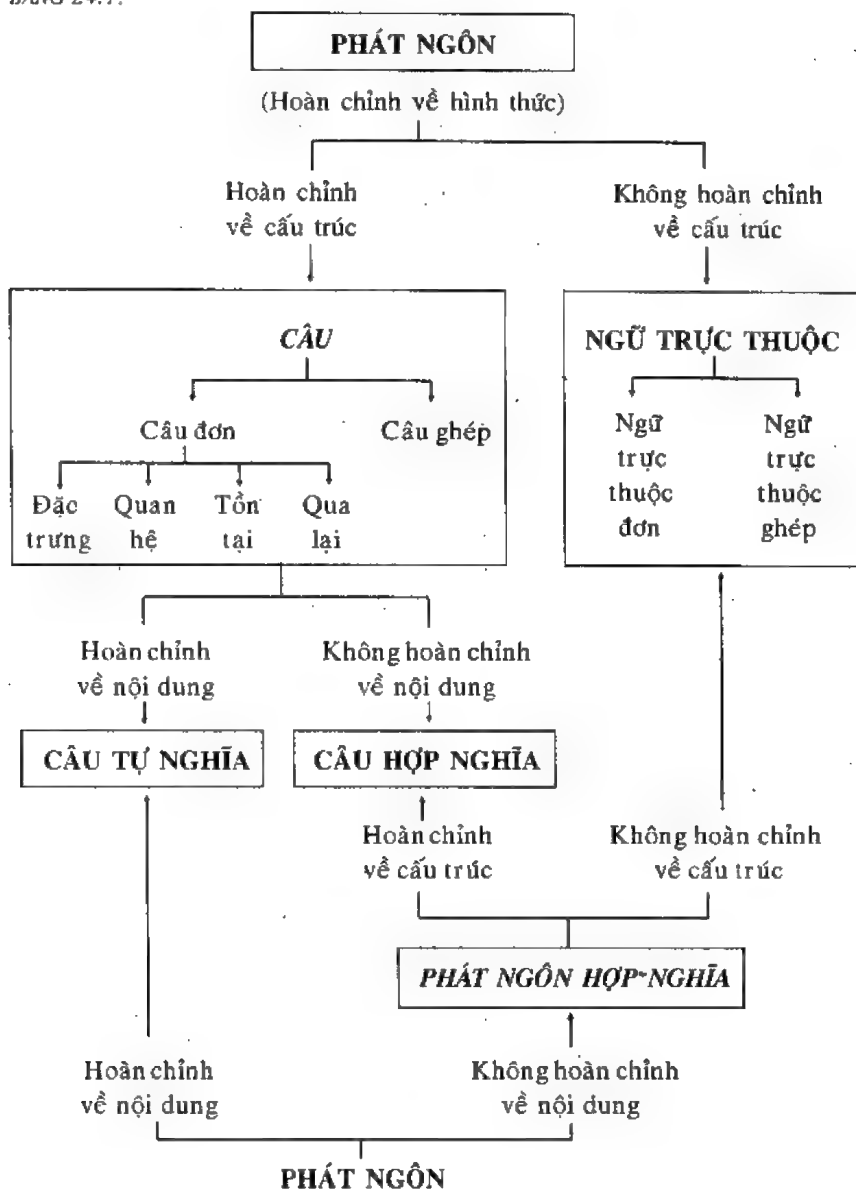 PHÁT NGÔN
(Hoàn chỉnh về hình thức)
Hoàn chỉnh
về cấu trúc
Không hoàn chỉnh
về cấu trúc
CÂU
Câu đơn
Câu ghép
Đặc
trưng
Quan
hệ
Tồn
tại
Qua
lại
NGỮ TRỰC THUỘC
Ngữ
trực
thuộc
đơn
Ngữ
trực
thuộc
ghép
Hoàn chỉnh
về nội dung
Không hoàn chỉnh
về nội dung
CÂU TỰ NGHĨA
CÂU HỢP NGHĨA
Hoàn chỉnh
về cấu trúc
Không hoàn chỉnh
về cấu trúc
PHÁT NGÔN HỢP NGHĨA
Hoàn chỉnh
về nội dung
Không hoàn chỉnh
về nội dung
PHÁT NGÔN